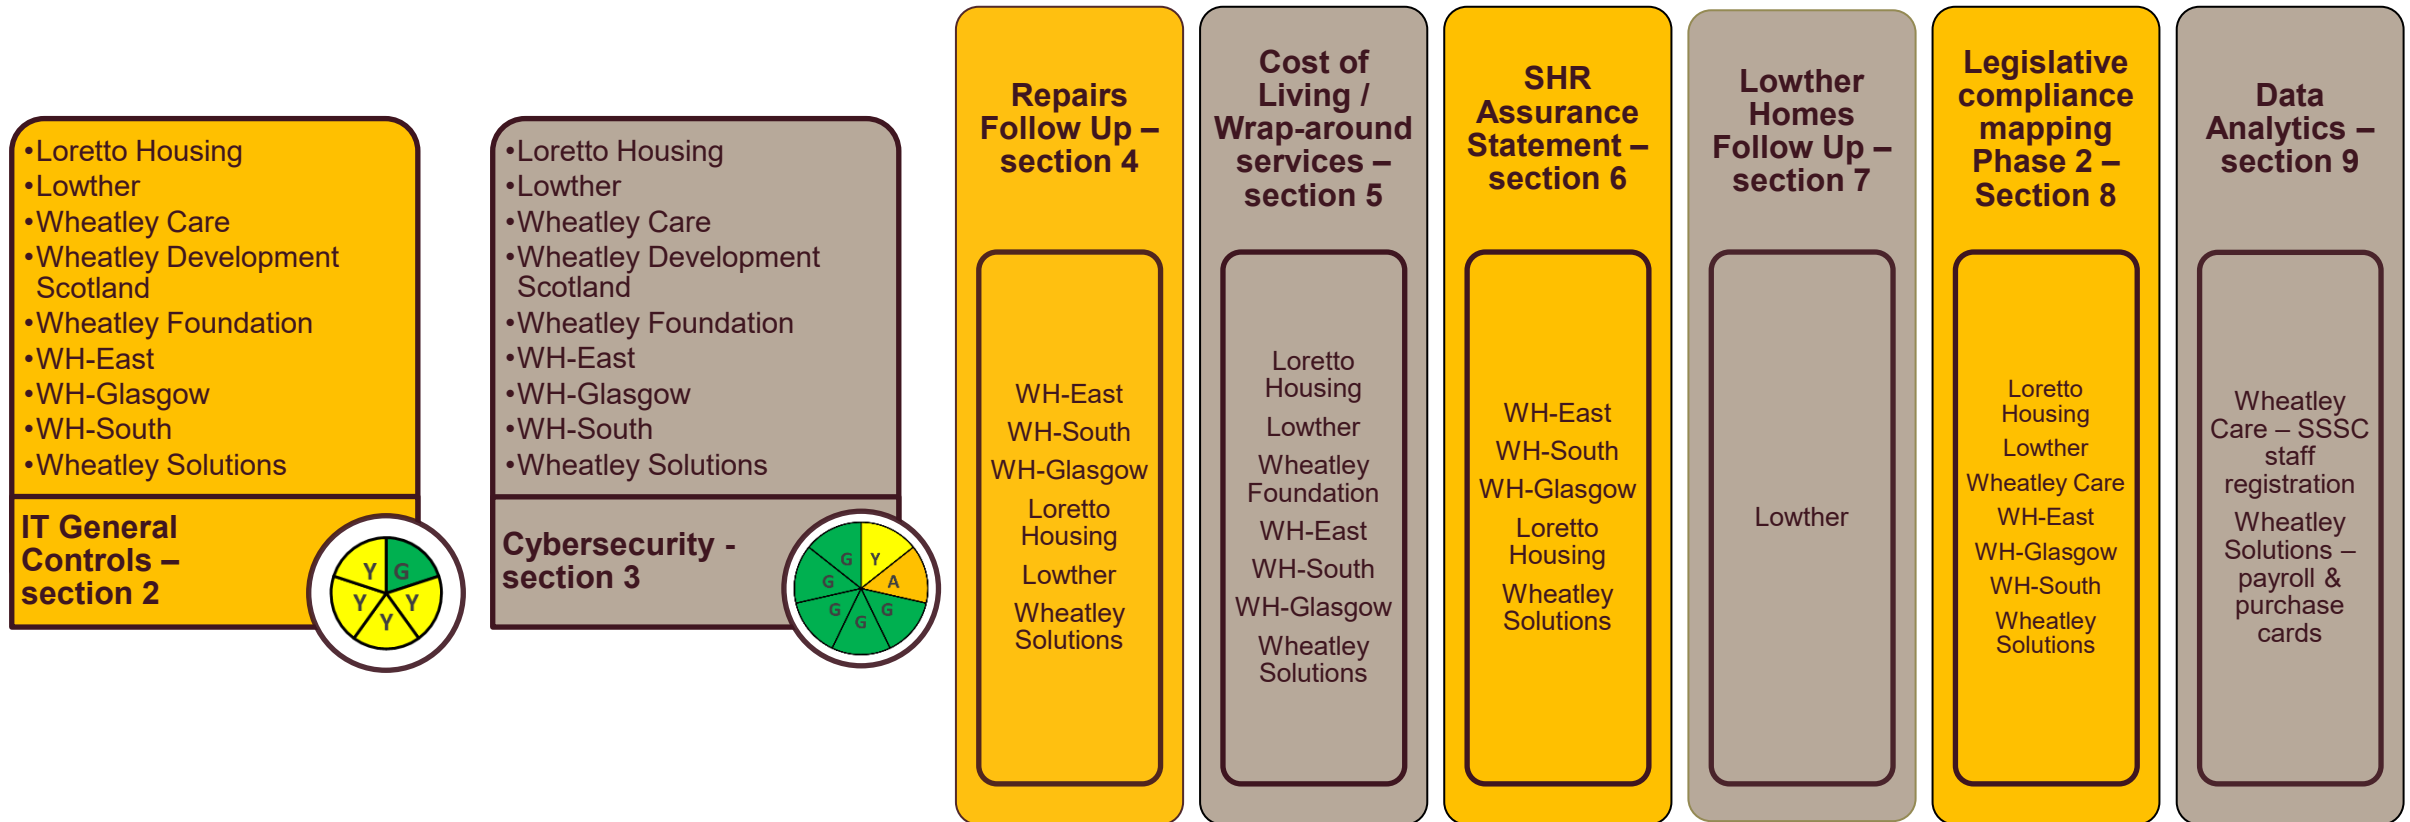 •Loretto Housing
•Lowther
•Wheatley Care
•Wheatley Development
Scotland
•Wheatley Foundation
•WH-East
•WH-Glasgow
•WH-South
•Wheatley Solutions
IT General
Controls –
section 2
Y G
Y Y
Y
•Loretto Housing
•Lowther
•Wheatley Care
•Wheatley Development
Scotland
•Wheatley Foundation
•WH-East
•WH-Glasgow
•WH-South
•Wheatley Solutions
Cybersecurity -
section 3
G Y
G A
G G
G
Repairs
Follow Up –
section 4
WH-East
WH-South
WH-Glasgow
Loretto
Housing
Lowther
Wheatley
Solutions
Cost of
Living /
Wrap-around
services –
section 5
Loretto
Housing
Lowther
Wheatley
Foundation
WH-East
WH-South
WH-Glasgow
Wheatley
Solutions
SHR
Assurance
Statement –
section 6
WH-East
WH-South
WH-Glasgow
Loretto
Housing
Wheatley
Solutions
Lowther
Homes
Follow Up –
section 7
Lowther
Legislative
compliance
mapping
Phase 2 –
Section 8
Loretto
Housing
Lowther
Wheatley Care
WH-East
WH-Glasgow
WH-South
Wheatley
Solutions
Data
Analytics –
section 9
Wheatley
Care – SSSC
staff
registration
Wheatley
Solutions –
payroll &
purchase
cards